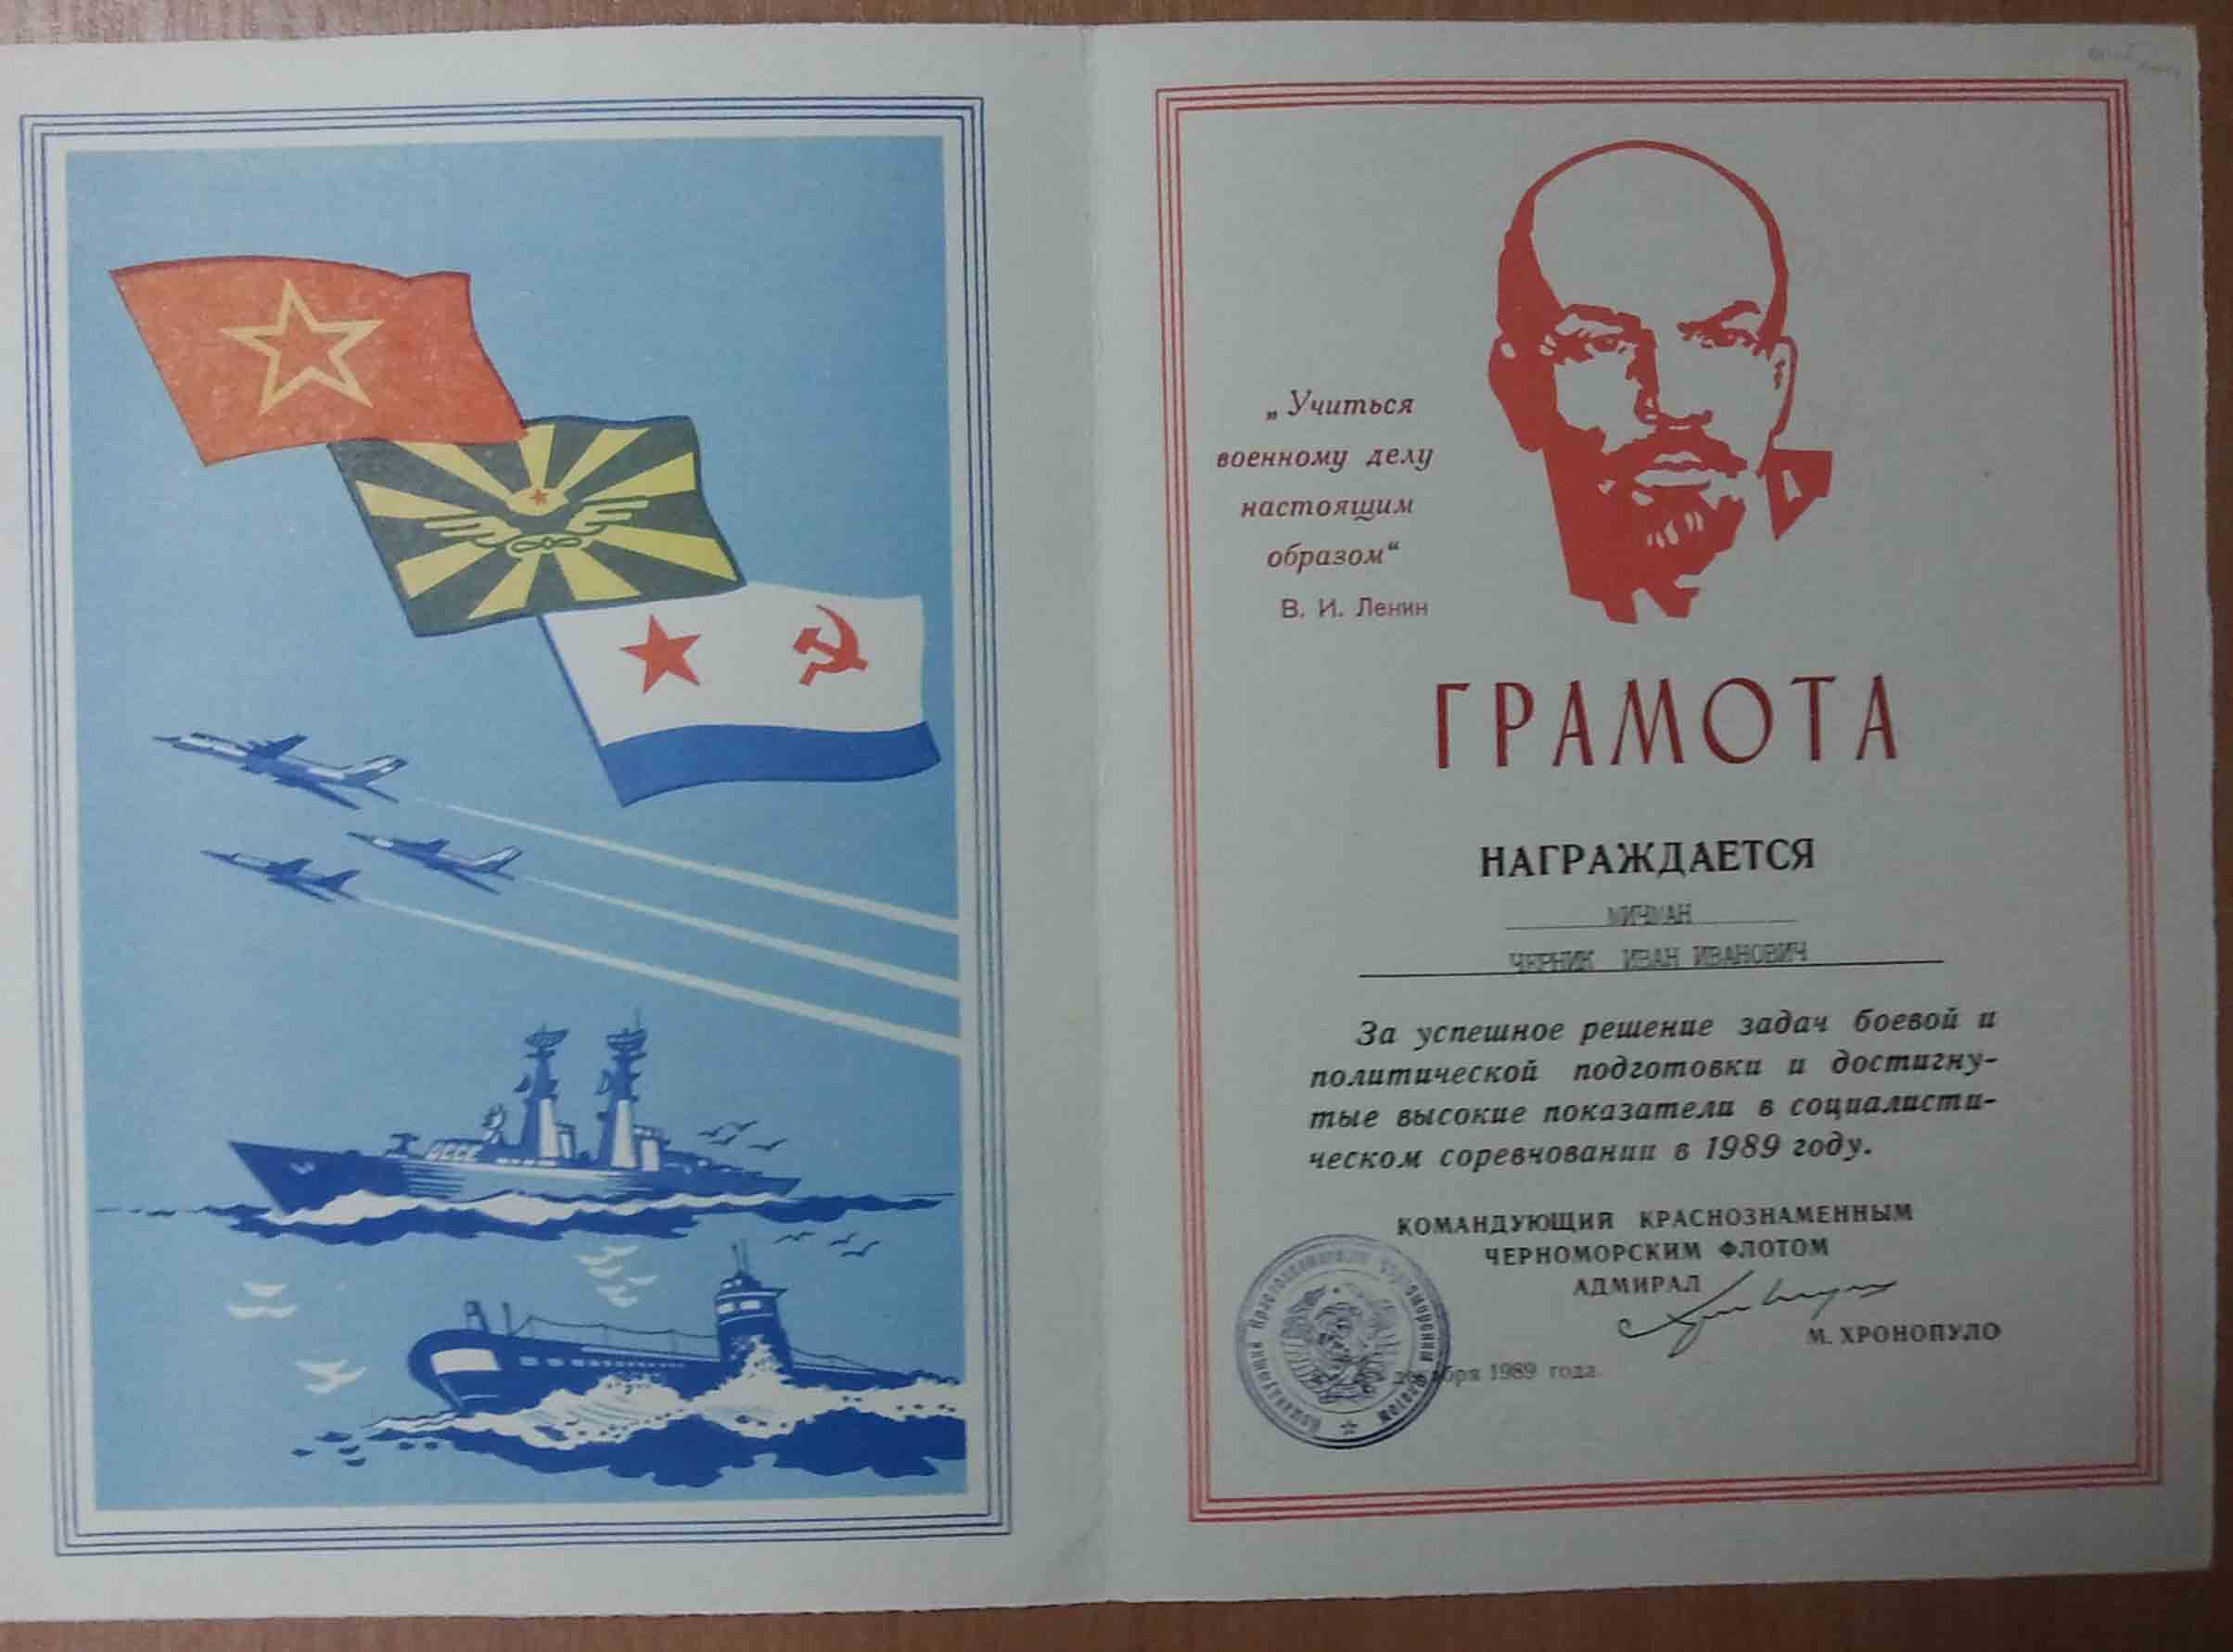 „Учиться
военному делу
настоящим
образом“
В. И. Ленин
ГРАМОТА
НАГРАЖДАЕТСЯ
МИЧМАН
ЧЕРНИК ИВАН ИВАНОВИЧ
За успешное решение задач боевой и
политической подготовки и достигну-
тые высокие показатели в социалисти-
ческом соревновании в 1989 году.
КОМАНДУЮЩИЙ КРАСНОЗНАМЕННЫМ
ЧЕРНОМОРСКИМ ФЛОТОМ
АДМИРАЛ
М. ХРОНОПУЛО
1989 года.